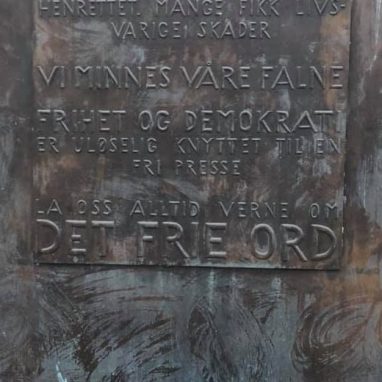 HENRETTET. MANGE FIKK LIVS-
VARIGE SKADER
VI MINNES VÅRE FALNE
FRIHET OG DEMOKRATI
ER ULØSELIG KNYTTET TIL EN
FRI PRESSE
LA OSS ALLTID VERNE OM
DET FRIE ORD